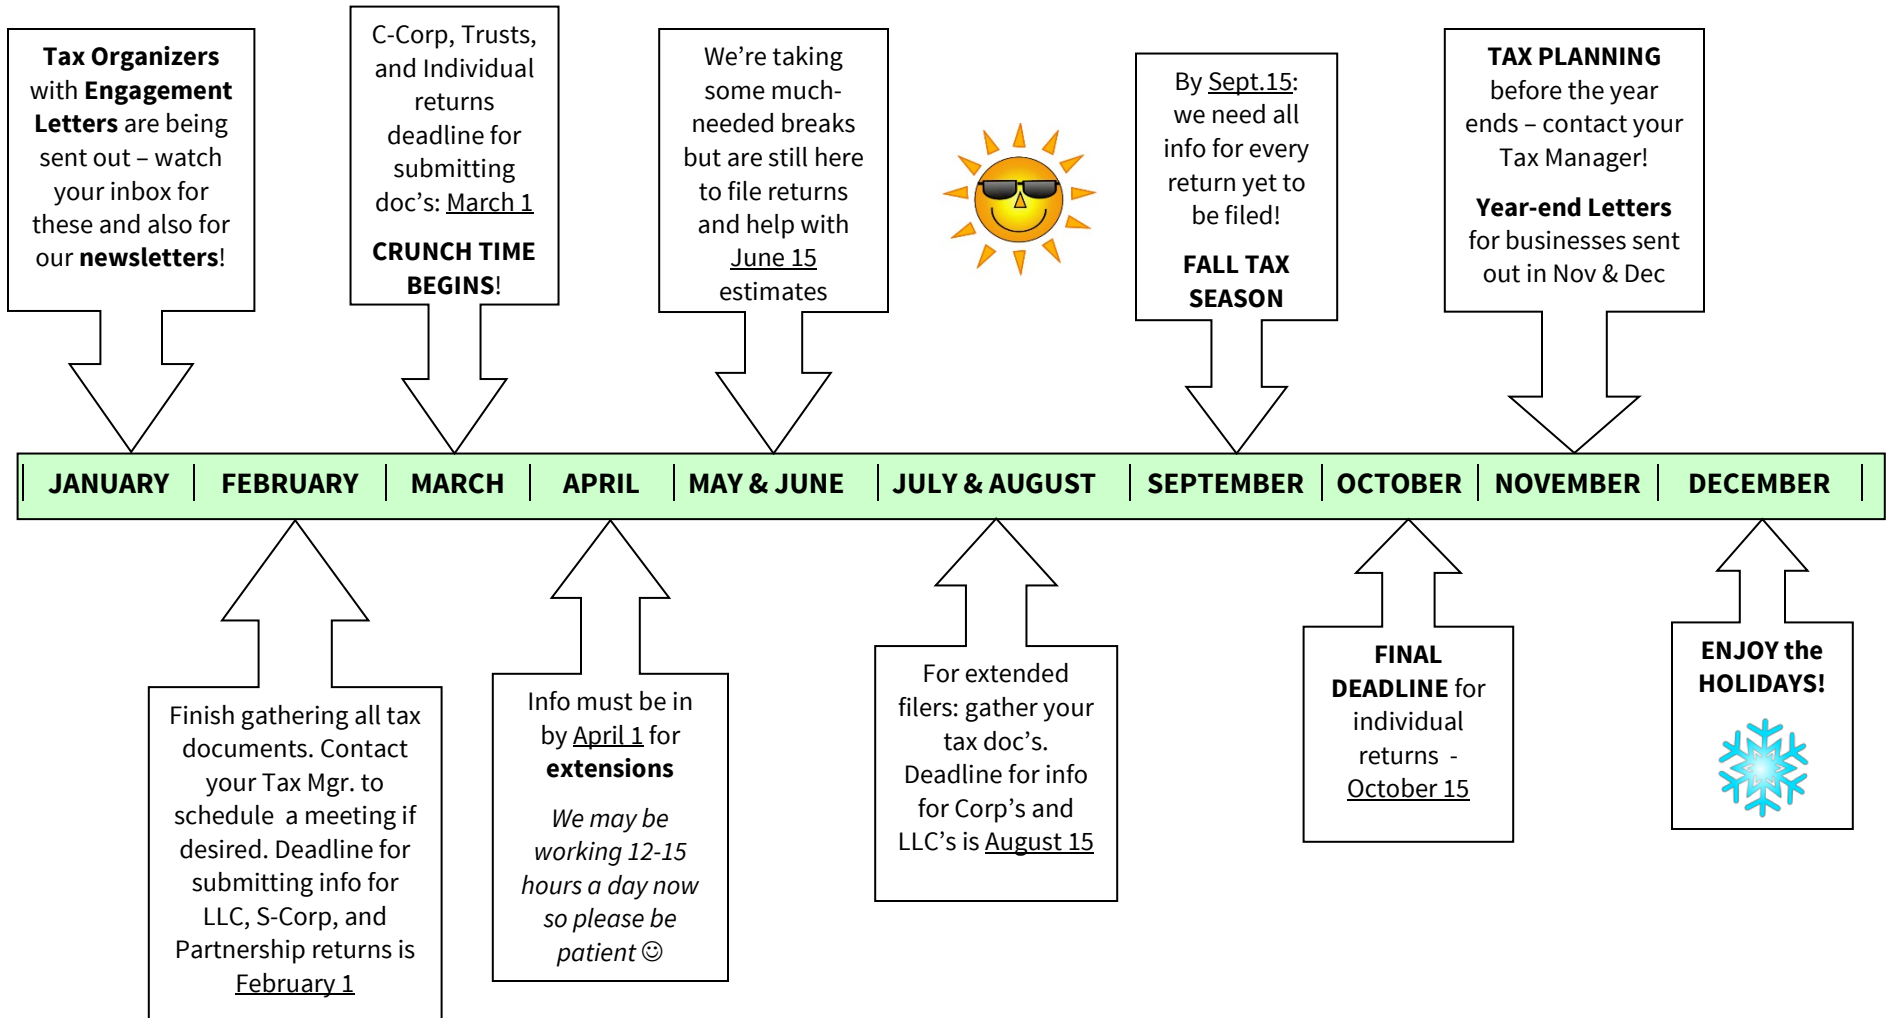 Tax Organizers
with Engagement
Letters are being
sent out – watch
your inbox for
these and also for
our newsletters!
C-Corp, Trusts,
and Individual
returns
deadline for
submitting
doc's: March 1
CRUNCH TIME
BEGINS!
We're taking
some much-
needed breaks
but are still here
to file returns
and help with
June 15
estimates
By Sept.15:
we need all
info for every
return yet to
be filed!
FALL TAX
SEASON
TAX PLANNING
before the year
ends – contact your
Tax Manager!
Year-end Letters
for businesses sent
out in Nov & Dec
JANUARY | FEBRUARY | MARCH | APRIL | MAY & JUNE | JULY & AUGUST | SEPTEMBER | OCTOBER | NOVEMBER | DECEMBER
Finish gathering all tax
documents. Contact
your Tax Mgr. to
schedule a meeting if
desired. Deadline for
submitting info for
LLC, S-Corp, and
Partnership returns is
February 1
Info must be in
by April 1 for
extensions
We may be
working 12-15
hours a day now
so please be
patient ☺
For extended
filers: gather your
tax doc's.
Deadline for info
for Corp's and
LLC's is August 15
FINAL
DEADLINE for
individual
returns -
October 15
ENJOY the
HOLIDAYS!